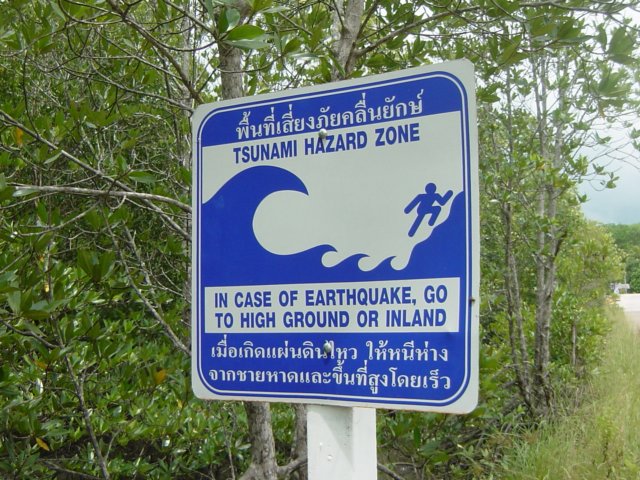 พื้นที่เสี่ยงภัยคลื่นยักษ์
TSUNAMI HAZARD ZONE
IN CASE OF EARTHQUAKE, GO
TO HIGH GROUND OR INLAND
เมื่อเกิดแผ่นดินไหว ให้หนีห่าง
จากชายหาดและขึ้นที่สูงโดยเร็ว